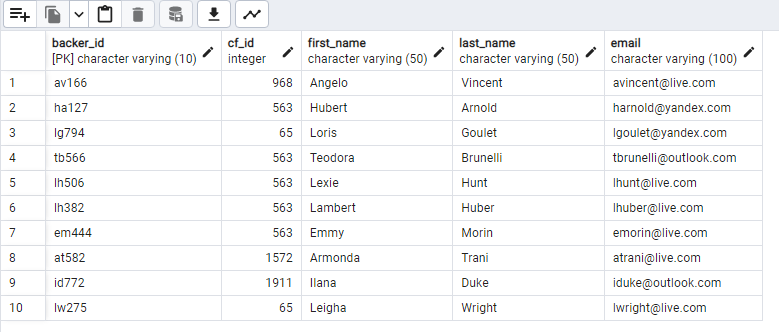 backer_id cf_id first_name last_name email
[PK] character varying (10) integer character varying (50) character varying (50) character varying (100)
1 av166 968 Angelo Vincent avincent@live.com
2 ha127 563 Hubert Arnold harnold@yandex.com
3 lg794 65 Loris Goulet lgoulet@yandex.com
4 tb566 563 Teodora Brunelli tbrunelli@outlook.com
5 lh506 563 Lexie Hunt lhunt@live.com
6 lh382 563 Lambert Huber lhuber@live.com
7 em444 563 Emmy Morin emorin@live.com
8 at582 1572 Armonda Trani atrani@live.com
9 id772 1911 Ilana Duke iduke@outlook.com
10 lw275 65 Leigha Wright lwright@live.com